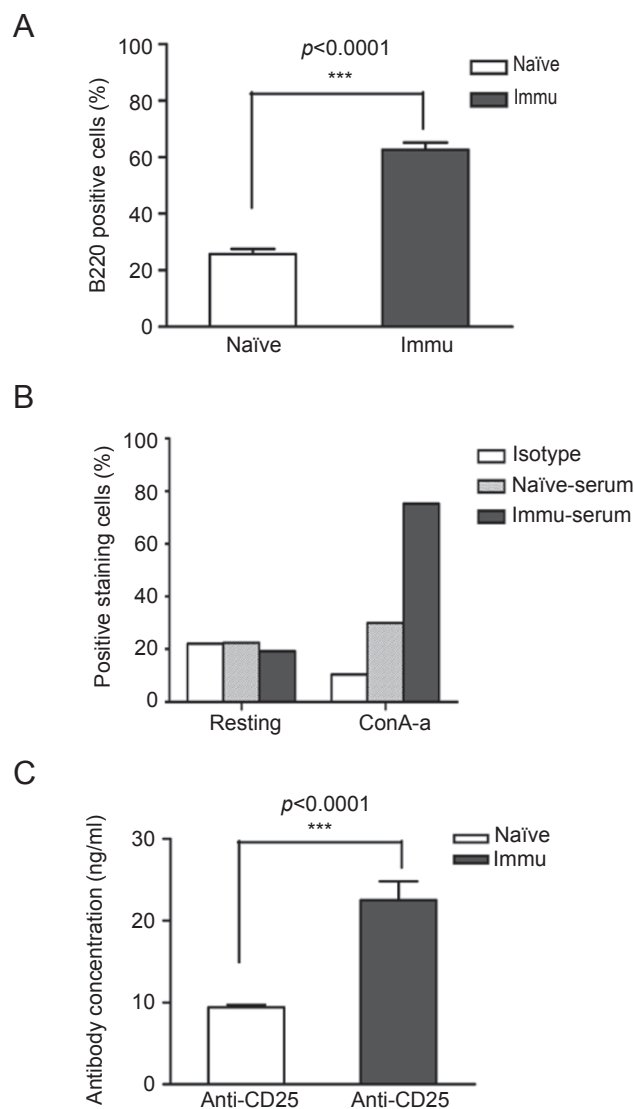 A
p<0.0001
***
Naïve
Immu
B220 positive cells (%)
100
80
60
40
20
0
Naïve Immu
B
Positive staining cells (%)
100
80
60
40
20
0
Isotype
Naïve-serum
Immu-serum
Resting ConA-a
C
p<0.0001
***
Naïve
Immu
Antibody concentration (ng/ml)
30
20
10
0
Anti-CD25 Anti-CD25